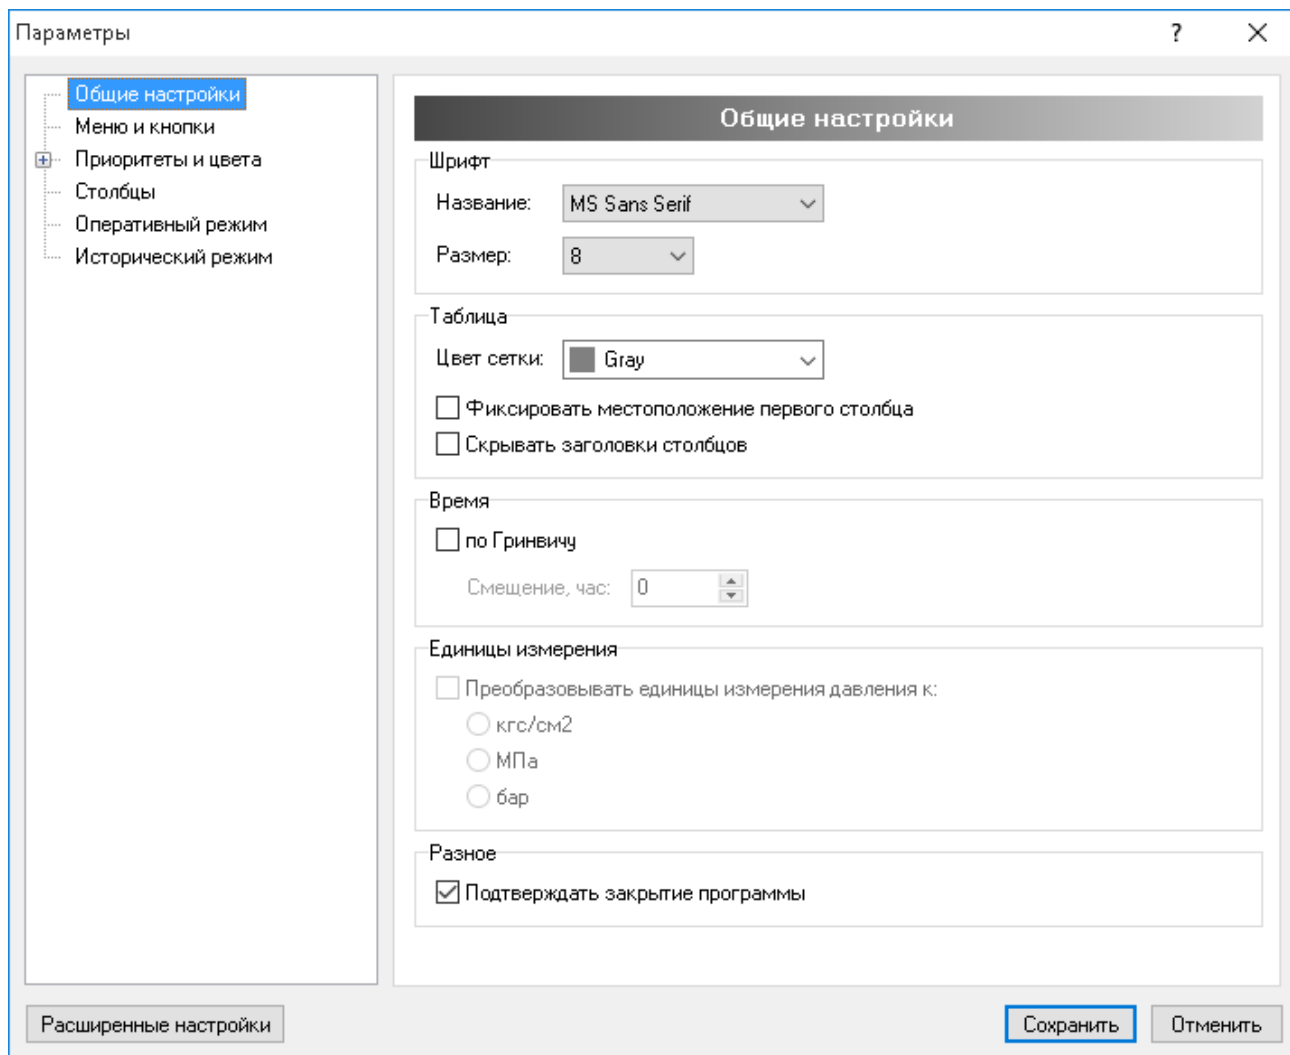 Параметры
?
Общие настройки
Меню и кнопки
Приоритеты и цвета
Столбцы
Оперативный режим
Исторический режим
Общие настройки
Шрифт
Название: MS Sans Serif
Размер: 8
Таблица
Цвет сетки: Gray
Фиксировать местоположение первого столбца
Скрывать заголовки столбцов
Время
по Гринвичу
Смещение, час: 0
Единицы измерения
Преобразовывать единицы измерения давления к:
кгс/см2
МПа
бар
Разное
Подтверждать закрытие программы
Расширенные настройки
Сохранить
Отменить